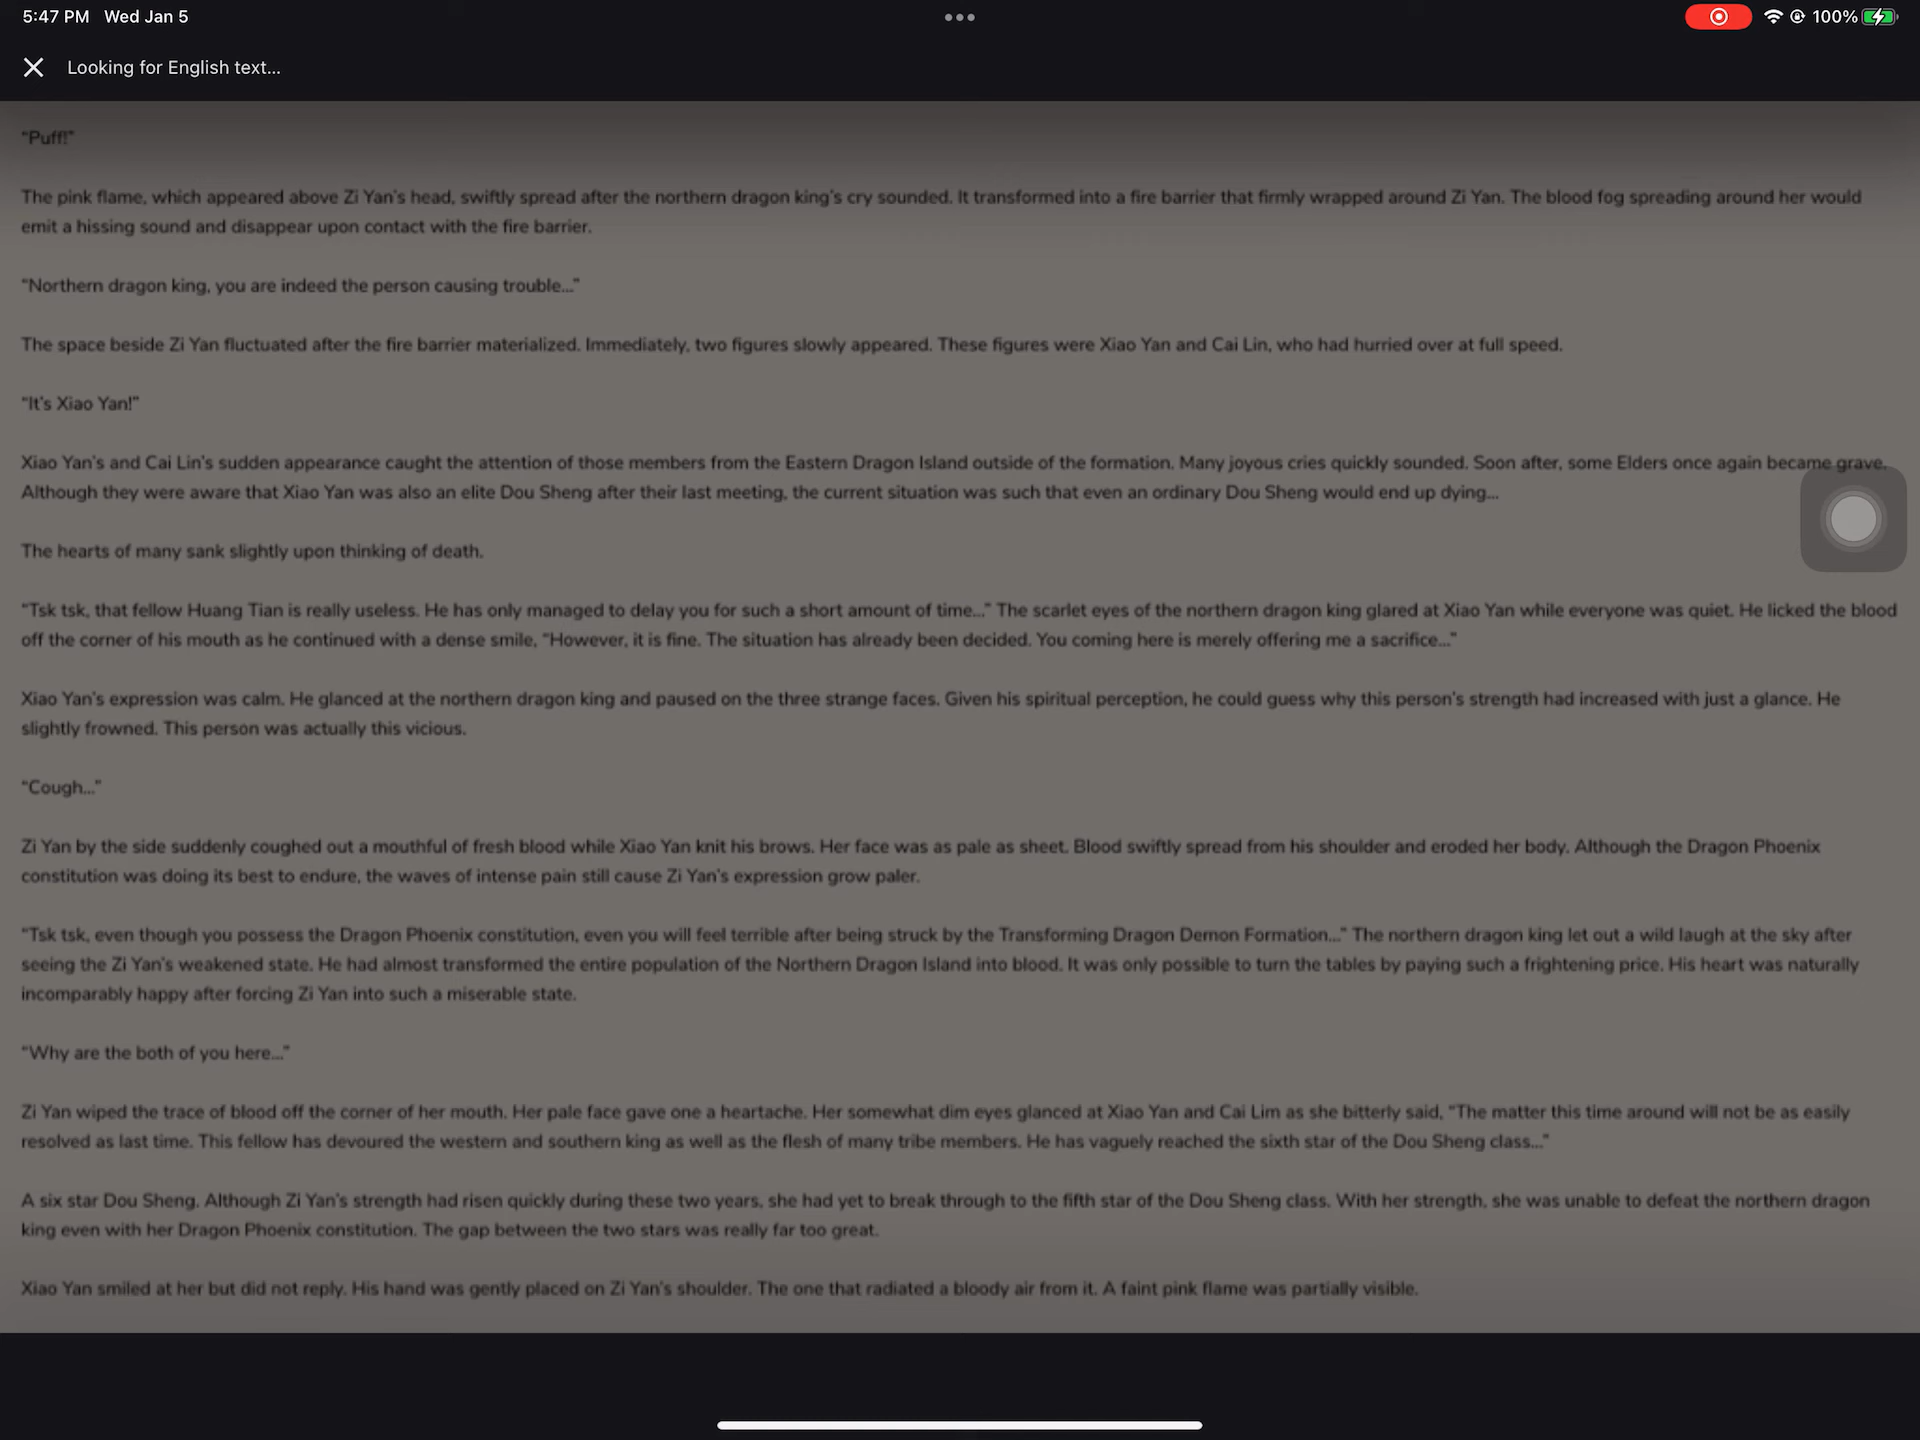 5:47 PM Wed Jan 5
100%
Looking for English text...
“Puff!”
The pink flame, which appeared above Zi Yan’s head, swiftly spread after the northern dragon king’s cry sounded. It transformed into a fire barrier that firmly wrapped around Zi Yan. The blood fog spreading around her would
emit a hissing sound and disappear upon contact with the fire barrier.
“Northern dragon king, you are indeed the person causing trouble...”
The space beside Zi Yan fluctuated after the fire barrier materialized. Immediately, two figures slowly appeared. These figures were Xiao Yan and Cai Lin, who had hurried over at full speed.
“It’s Xiao Yan!”
Xiao Yan’s and Cai Lin’s sudden appearance caught the attention of those members from the Eastern Dragon Island outside of the formation. Many joyous cries quickly sounded. Soon after, some Elders once again became grave.
Although they were aware that Xiao Yan was also an elite Dou Sheng after their last meeting, the current situation was such that even an ordinary Dou Sheng would end up dying...
The hearts of many sank slightly upon thinking of death.
“Tsk tsk, that fellow Huang Tian is really useless. He has only managed to delay you for such a short amount of time...” The scarlet eyes of the northern dragon king glared at Xiao Yan while everyone was quiet. He licked the blood
off the corner of his mouth as he continued with a dense smile, “However, it is fine. The situation has already been decided. You coming here is merely offering me a sacrifice...”
Xiao Yan’s expression was calm. He glanced at the northern dragon king and paused on the three strange faces. Given his spiritual perception, he could guess why this person’s strength had increased with just a glance. He
slightly frowned. This person was actually this vicious.
“Cough...”
Zi Yan by the side suddenly coughed out a mouthful of fresh blood while Xiao Yan knit his brows. Her face was as pale as sheet. Blood swiftly spread from his shoulder and eroded her body. Although the Dragon Phoenix
constitution was doing its best to endure, the waves of intense pain still cause Zi Yan’s expression grow paler.
“Tsk tsk, even though you possess the Dragon Phoenix constitution, even you will feel terrible after being struck by the Transforming Dragon Demon Formation...” The northern dragon king let out a wild laugh at the sky after
seeing the Zi Yan’s weakened state. He had almost transformed the entire population of the Northern Dragon Island into blood. It was only possible to turn the tables by paying such a frightening price. His heart was naturally
incomparably happy after forcing Zi Yan into such a miserable state.
“Why are the both of you here...”
Zi Yan wiped the trace of blood off the corner of her mouth. Her pale face gave one a heartache. Her somewhat dim eyes glanced at Xiao Yan and Cai Lim as she bitterly said, “The matter this time around will not be as easily
resolved as last time. This fellow has devoured the western and southern king as well as the flesh of many tribe members. He has vaguely reached the sixth star of the Dou Sheng class...”
A six star Dou Sheng. Although Zi Yan’s strength had risen quickly during these two years, she had yet to break through to the fifth star of the Dou Sheng class. With her strength, she was unable to defeat the northern dragon
king even with her Dragon Phoenix constitution. The gap between the two stars was really far too great.
Xiao Yan smiled at her but did not reply. His hand was gently placed on Zi Yan’s shoulder. The one that radiated a bloody air from it. A faint pink flame was partially visible.